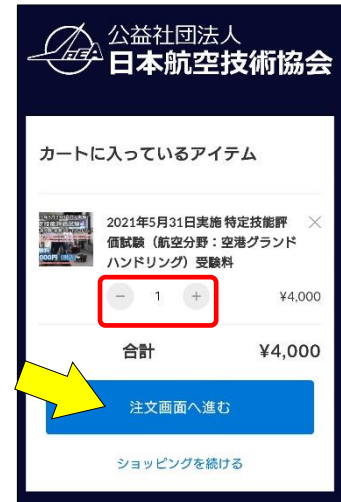 公益社団法人
JAEA 日本航空技術協会
カートに入っているアイテム
2021年5月31日実施 特定技能評
価試験（航空分野：空港グランド
ハンドリング）受験料
− 1 +
¥4,000
合計 ¥4,000
注文画面へ進む
ショッピングを続ける